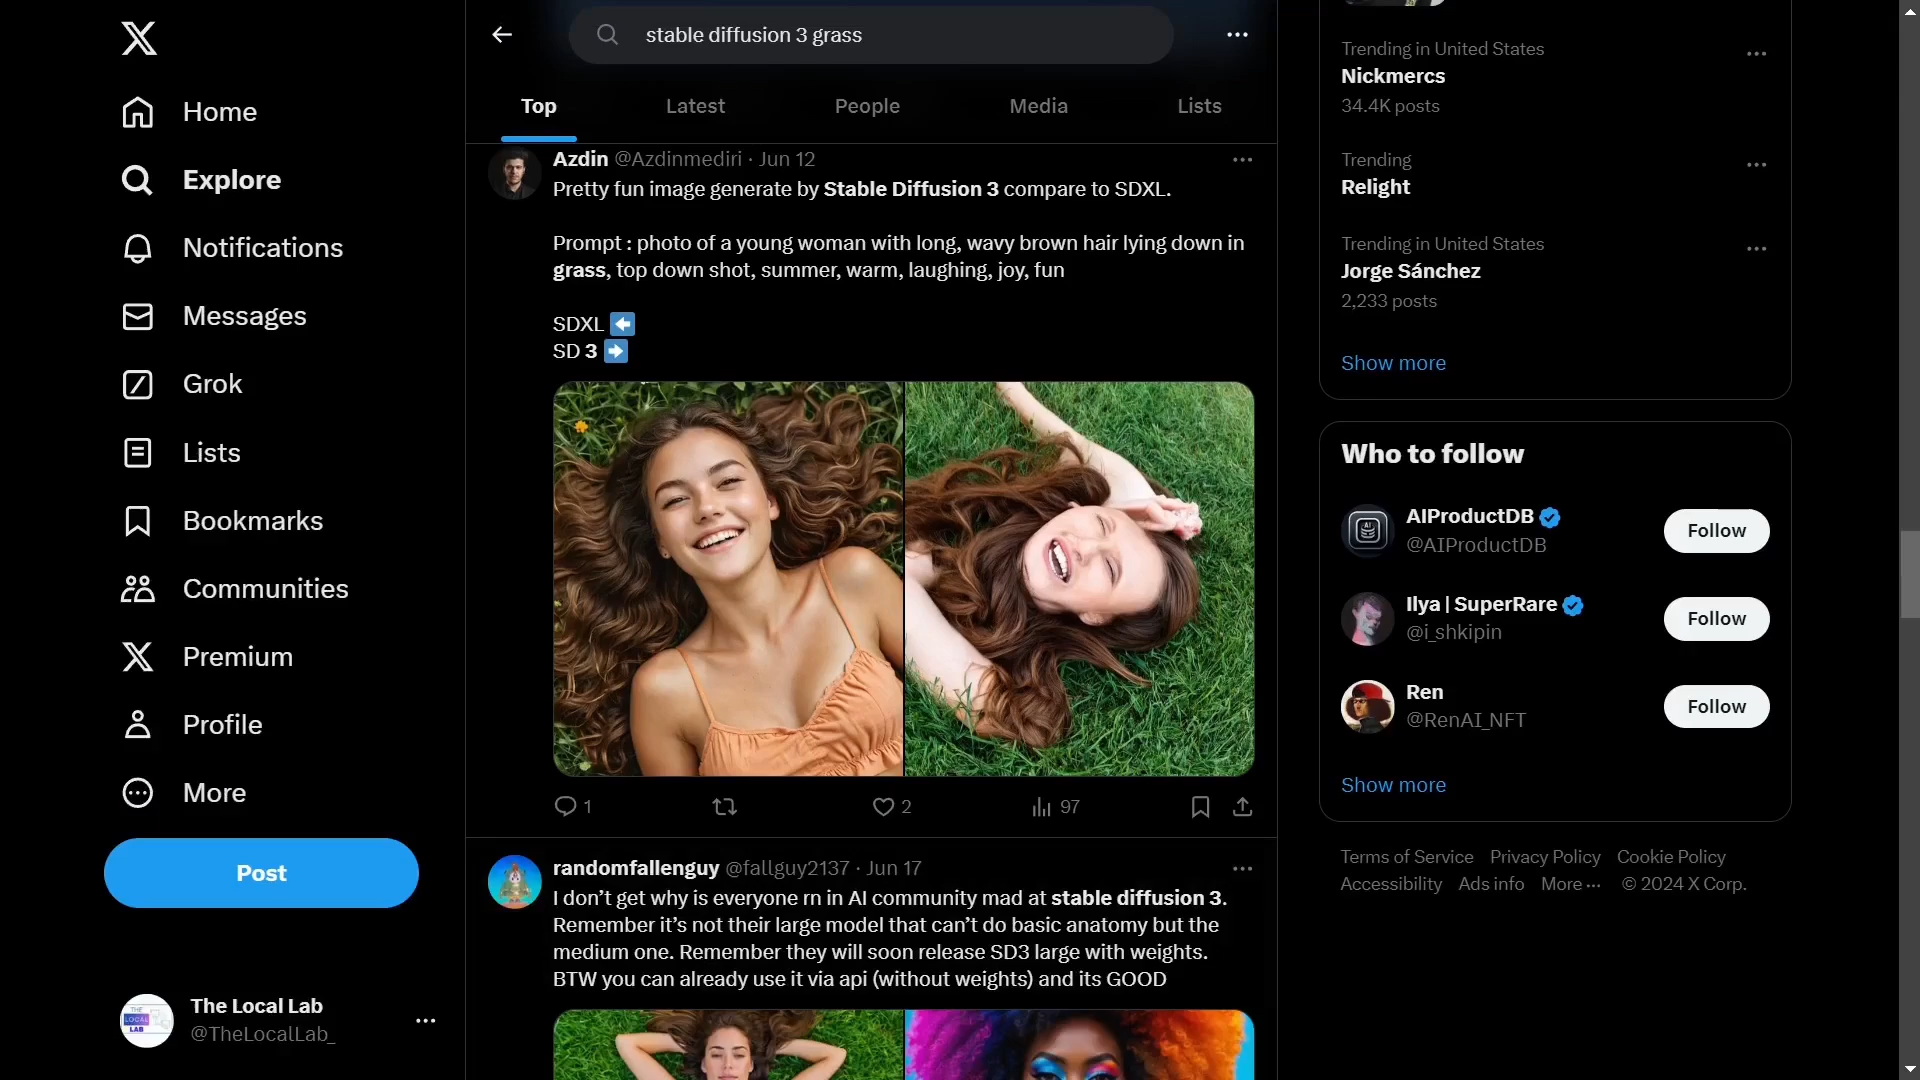 Home
Explore
Notifications
Messages
Grok
Lists
Bookmarks
Communities
Premium
Profile
More
Post
THE
LOCAL
LAB
The Local Lab
@TheLocalLab_
stable diffusion 3 grass
Top Latest People Media Lists
Azdin @Azdinmediri · Jun 12
Pretty fun image generate by Stable Diffusion 3 compare to SDXL.
Prompt : photo of a young woman with long, wavy brown hair lying down in
grass, top down shot, summer, warm, laughing, joy, fun
SDXL ⬅️
SD 3 ➡️
1 2 97
randomfallenguy @fallguy2137 · Jun 17
I don’t get why is everyone rn in AI community mad at stable diffusion 3.
Remember it’s not their large model that can’t do basic anatomy but the
medium one. Remember they will soon release SD3 large with weights.
BTW you can already use it via api (without weights) and its GOOD
Trending in United States
Nickmercs
34.4K posts
Trending
Relight
Trending in United States
Jorge Sánchez
2,233 posts
Show more
Who to follow
AI
AIProductDB
@AIProductDB
Follow
Ilya | SuperRare
@i_shkipin
Follow
Ren
@RenAI_NFT
Follow
Show more
Terms of Service Privacy Policy Cookie Policy
Accessibility Ads info More ··· © 2024 X Corp.